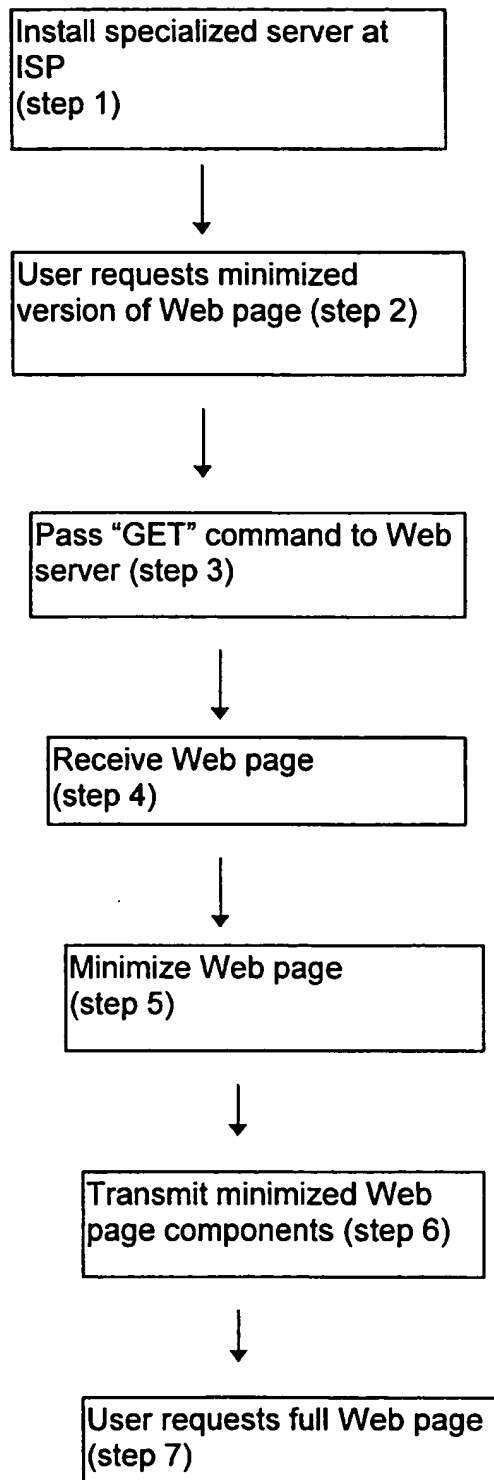 Install specialized server at
ISP
(step 1)
User requests minimized
version of Web page (step 2)
Pass “GET” command to Web
server (step 3)
Receive Web page
(step 4)
Minimize Web page
(step 5)
Transmit minimized Web
page components (step 6)
User requests full Web page
(step 7)